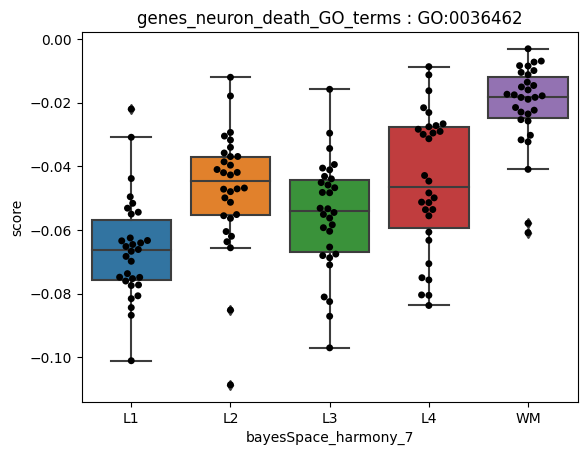 genes_neuron_death_GO_terms : GO:0036462
0.00
−0.02
−0.04
−0.06
−0.08
−0.10
score
L1 L2 L3 L4 WM
bayesSpace_harmony_7